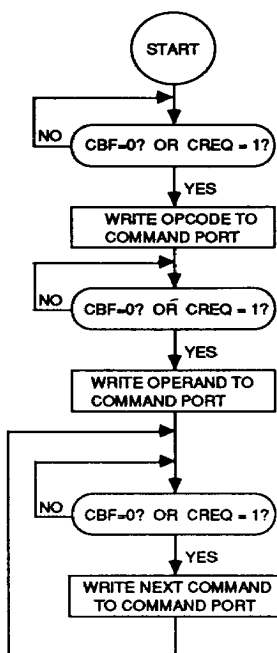 START
NO
CBF=0? OR CREQ = 1?
YES
WRITE OPCODE TO
COMMAND PORT
NO
CBF=0? OR CREQ = 1?
YES
WRITE OPERAND TO
COMMAND PORT
NO
CBF=0? OR CREQ = 1?
YES
WRITE NEXT COMMAND
TO COMMAND PORT